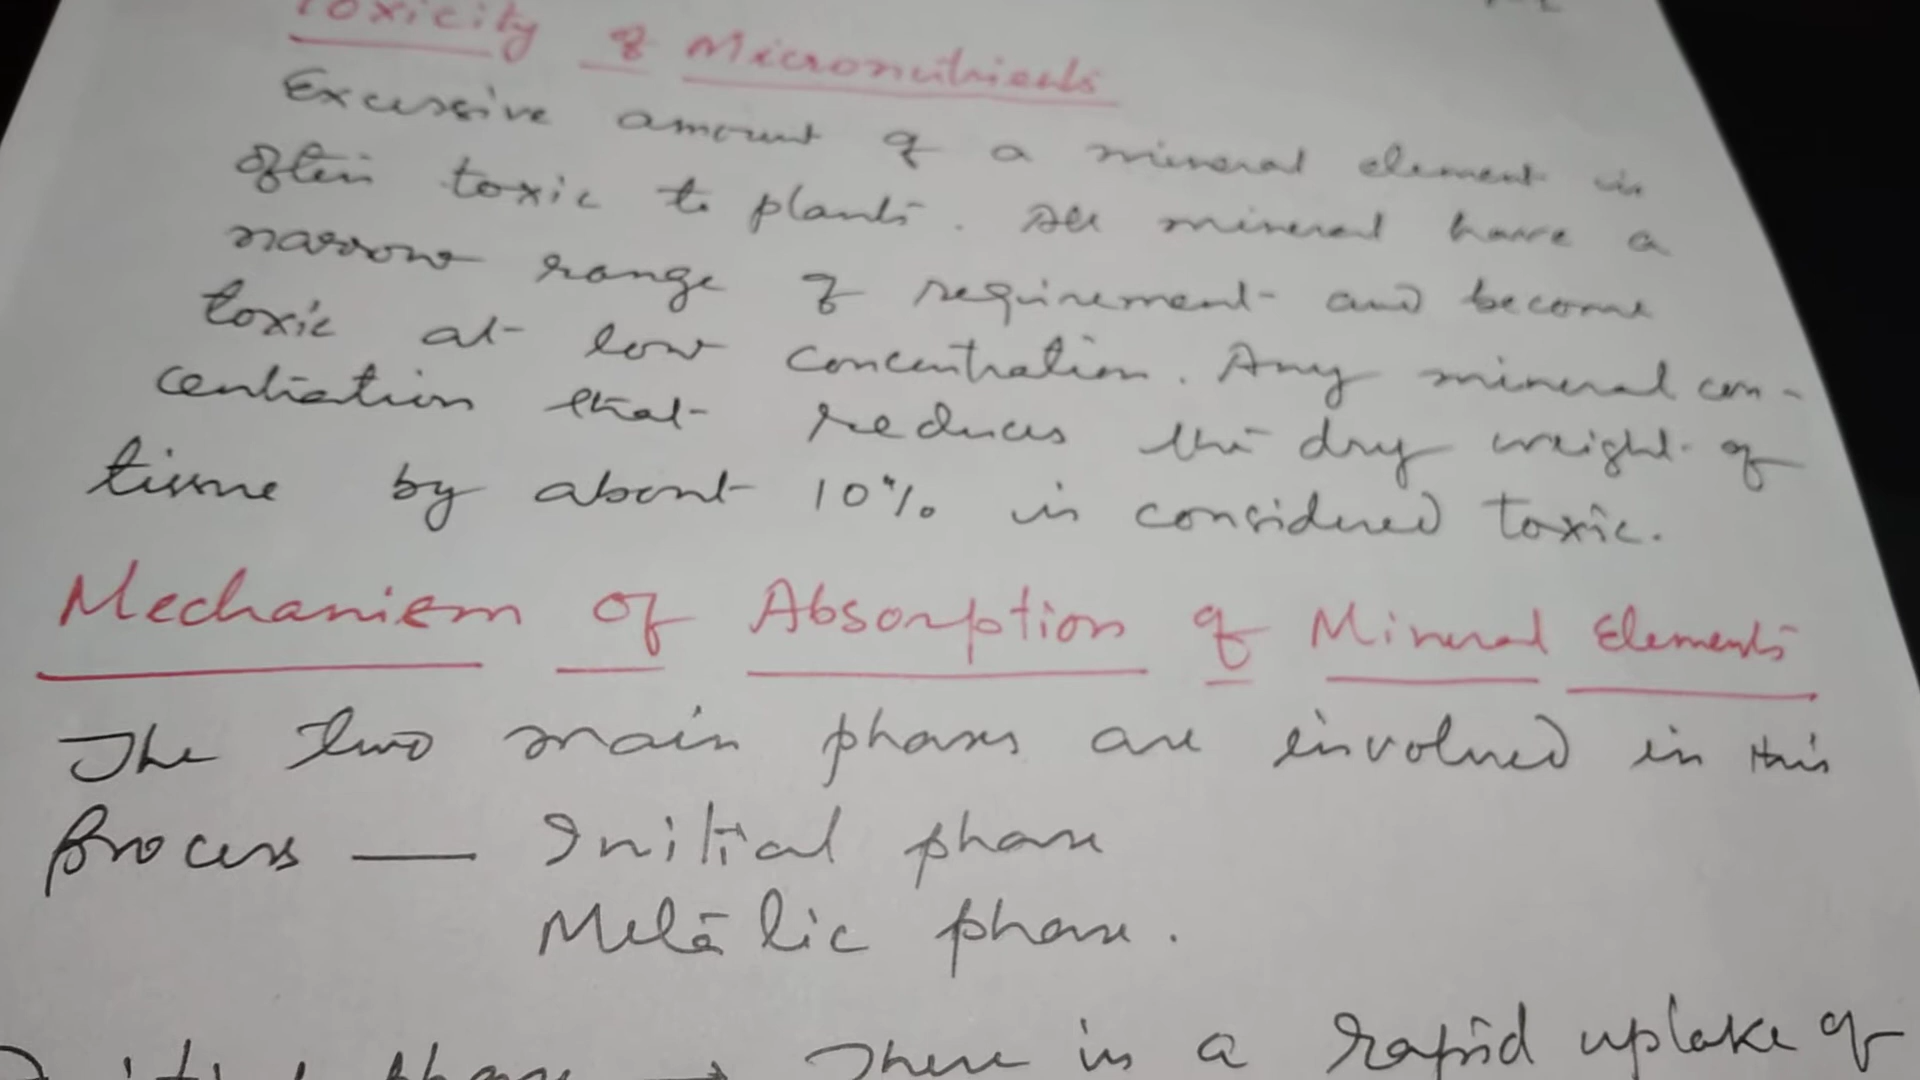 Toxicity of Micronutrients
Excessive amount of a mineral element is
often toxic to plants. All mineral have a
narrow range of requirement and become
toxic at low concentration. Any mineral con-
centration that reduces the dry weight of
tissue by about 10% is considered toxic.
Mechanism of Absorption of Mineral Elements
The two main phases are involved in this
Process — Initial phase
Metalic phase.
Initial phase → There is a rapid uptake of